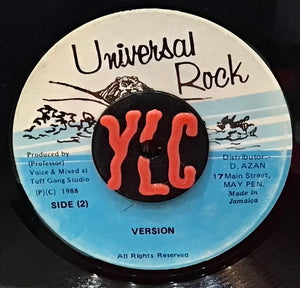 Universal
Rock
YLC
Produced by
(Professor)
Voice & Mixed at
Tuff Gong Studio
(P)(C) 1988
SIDE (2)
Distributor:
D. AZAN
17 Main Street,
MAY PEN,
Made in
Jamaica
VERSION
All Rights Reserved